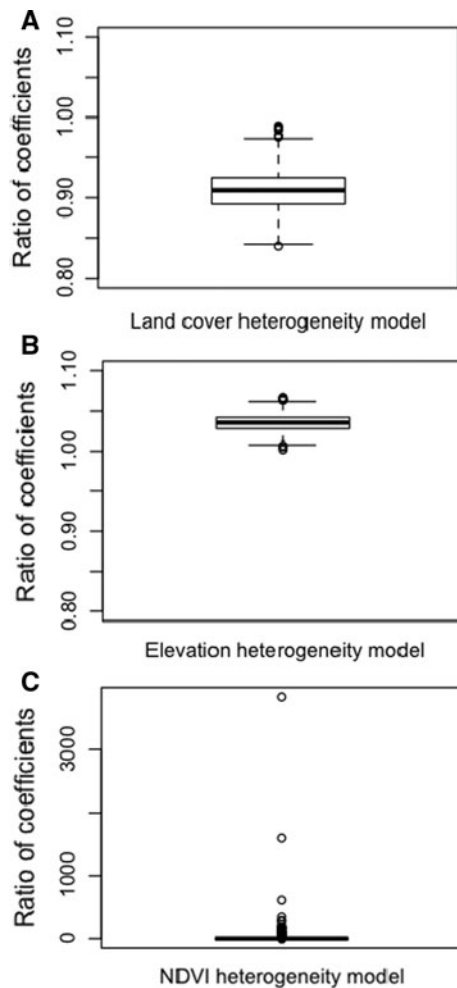 A
Ratio of coefficients
1.10
1.00
0.90
0.80
Land cover heterogeneity model
B
Ratio of coefficients
1.10
1.00
0.90
0.80
Elevation heterogeneity model
C
Ratio of coefficients
3000
1000
0
NDVI heterogeneity model